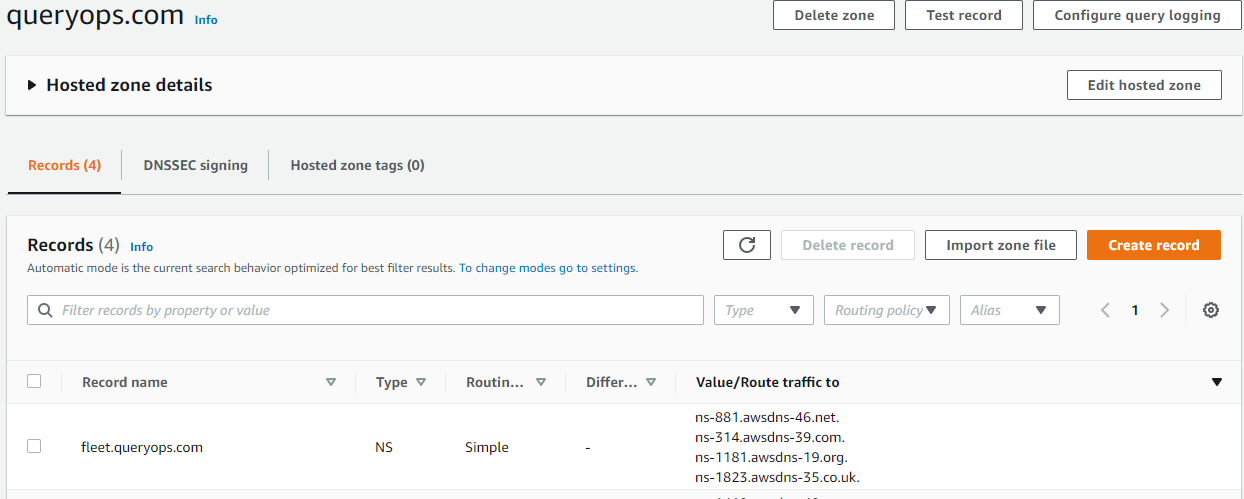 queryops.com Info Delete zone Test record Configure query logging
Hosted zone details Edit hosted zone
Records (4) DNSSEC signing Hosted zone tags (0)
Records (4) Info Delete record Import zone file Create record
Automatic mode is the current search behavior optimized for best filter results. To change modes go to settings.
Filter records by property or value Type Routing policy Alias 1
Record name Type Routin... Differ... Value/Route traffic to
ns-881.awsdns-46.net.
ns-314.awsdns-39.com.
fleet.queryops.com NS Simple -
ns-1181.awsdns-19.org.
ns-1823.awsdns-35.co.uk.